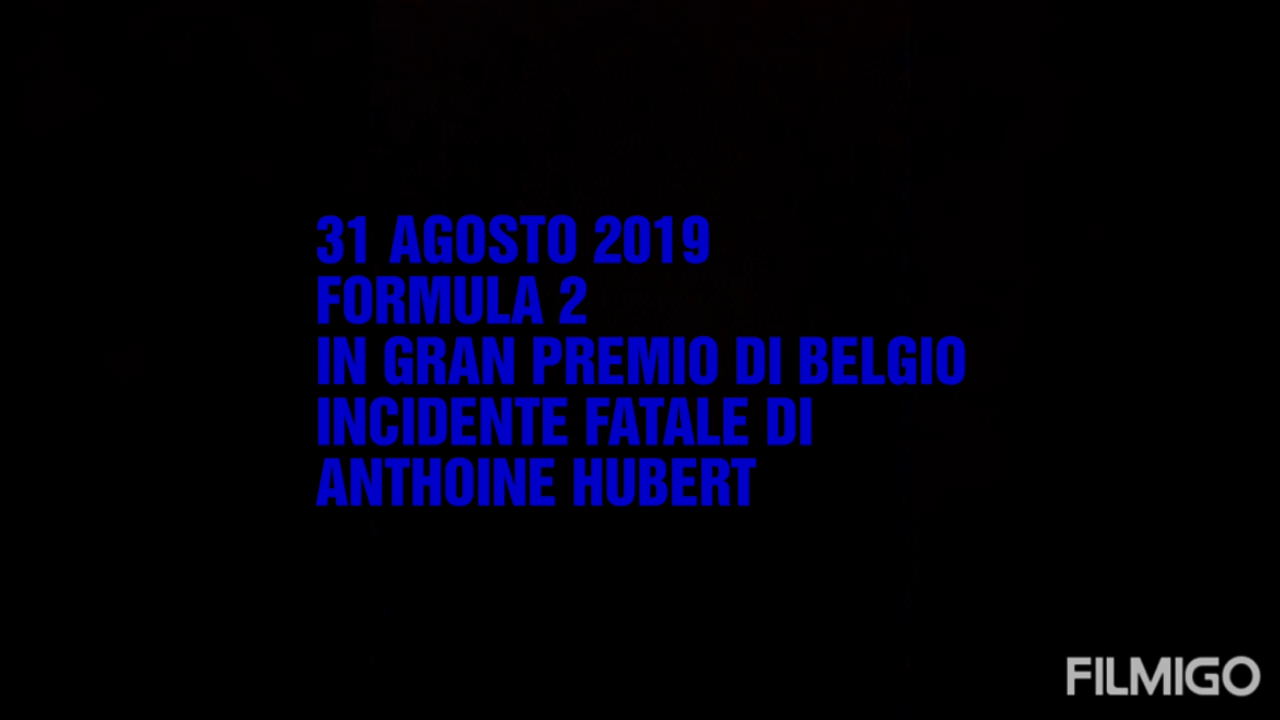 31 AGOSTO 2019
FORMULA 2
IN GRAN PREMIO DI BELGIO
INCIDENTE FATALE DI
ANTHOINE HUBERT
FILMIGO